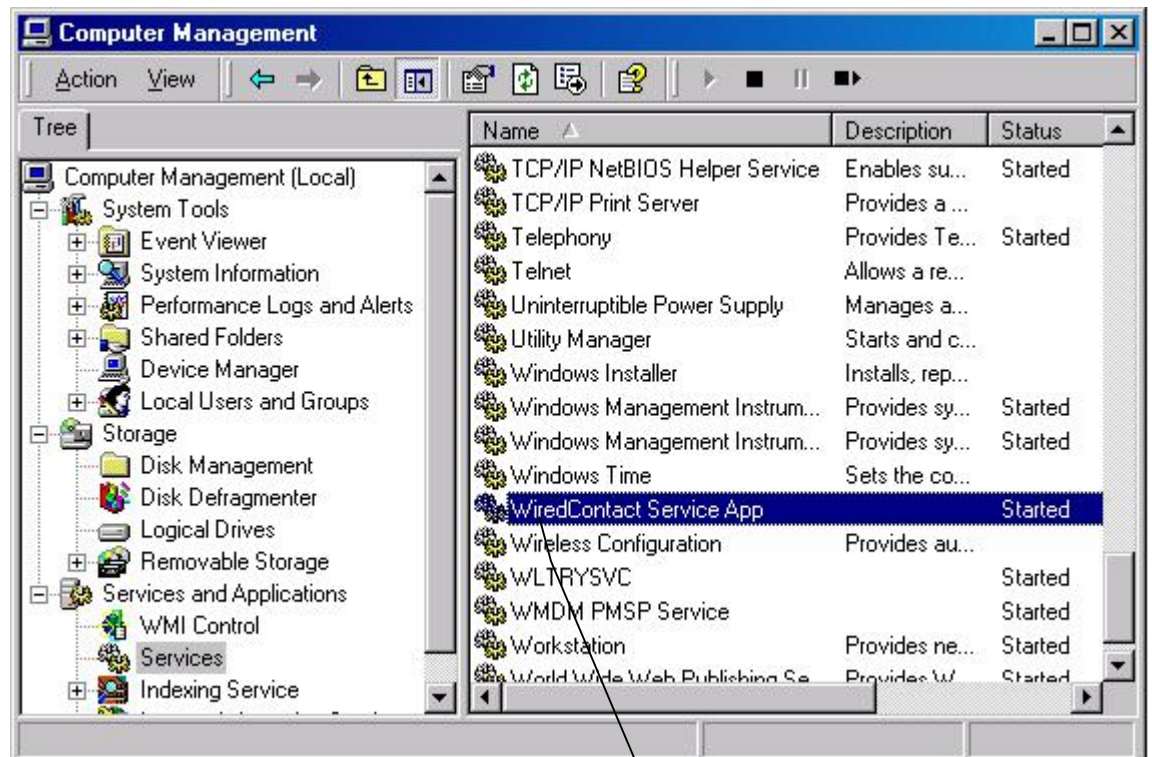 Computer Management
Action View
Tree
Computer Management (Local)
System Tools
Event Viewer
System Information
Performance Logs and Alerts
Shared Folders
Device Manager
Local Users and Groups
Storage
Disk Management
Disk Defragmenter
Logical Drives
Removable Storage
Services and Applications
WMI Control
Services
Indexing Service
Name Description Status
TCP/IP NetBIOS Helper Service Enables su... Started
TCP/IP Print Server Provides a ...
Telephony Provides Te... Started
Telnet Allows a re...
Uninterruptible Power Supply Manages a...
Utility Manager Starts and c...
Windows Installer Installs, rep...
Windows Management Instrum... Provides sy... Started
Windows Management Instrum... Provides sy... Started
Windows Time Sets the co...
WiredContact Service App Started
Wireless Configuration Provides au...
WLTRYSVC Started
WMDM PMSP Service Started
Workstation Provides ne... Started
World Wide Web Publishing Se Provides W Started